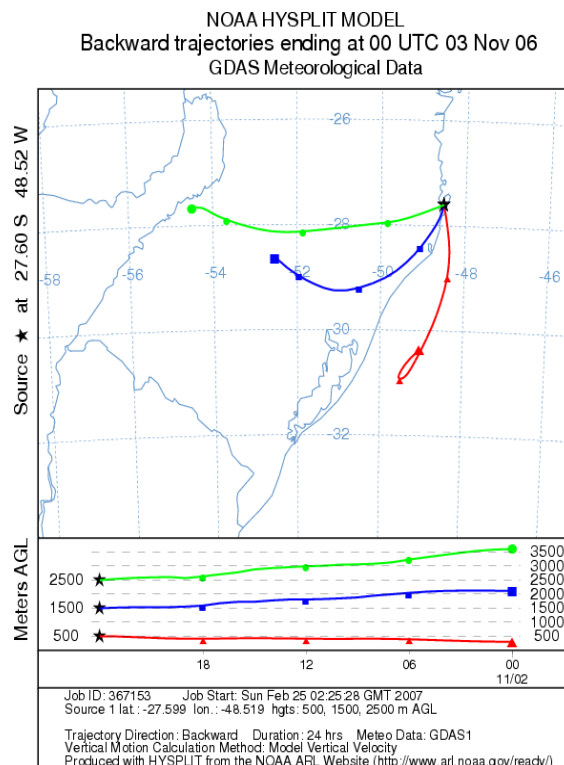 NOAA HYSPLIT MODEL
Backward trajectories ending at 00 UTC 03 Nov 06
GDAS Meteorological Data
Source ★ at 27.60 S 48.52 W
-26
-28
-58
-56
-54
-52
-50
-48
-46
-30
-32
Meters AGL
2500
1500
500
3500
3000
2500
2000
1500
1000
500
18
12
06
00
11/02
Job ID: 367153 Job Start: Sun Feb 25 02:25:28 GMT 2007
Source 1 lat.: -27.599 lon.: -48.519 hgts: 500, 1500, 2500 m AGL
Trajectory Direction: Backward Duration: 24 hrs Meteo Data: GDAS1
Vertical Motion Calculation Method: Model Vertical Velocity
Produced with HYSPLIT from the NOAA ARL Website (http://www.arl.noaa.gov/ready/)